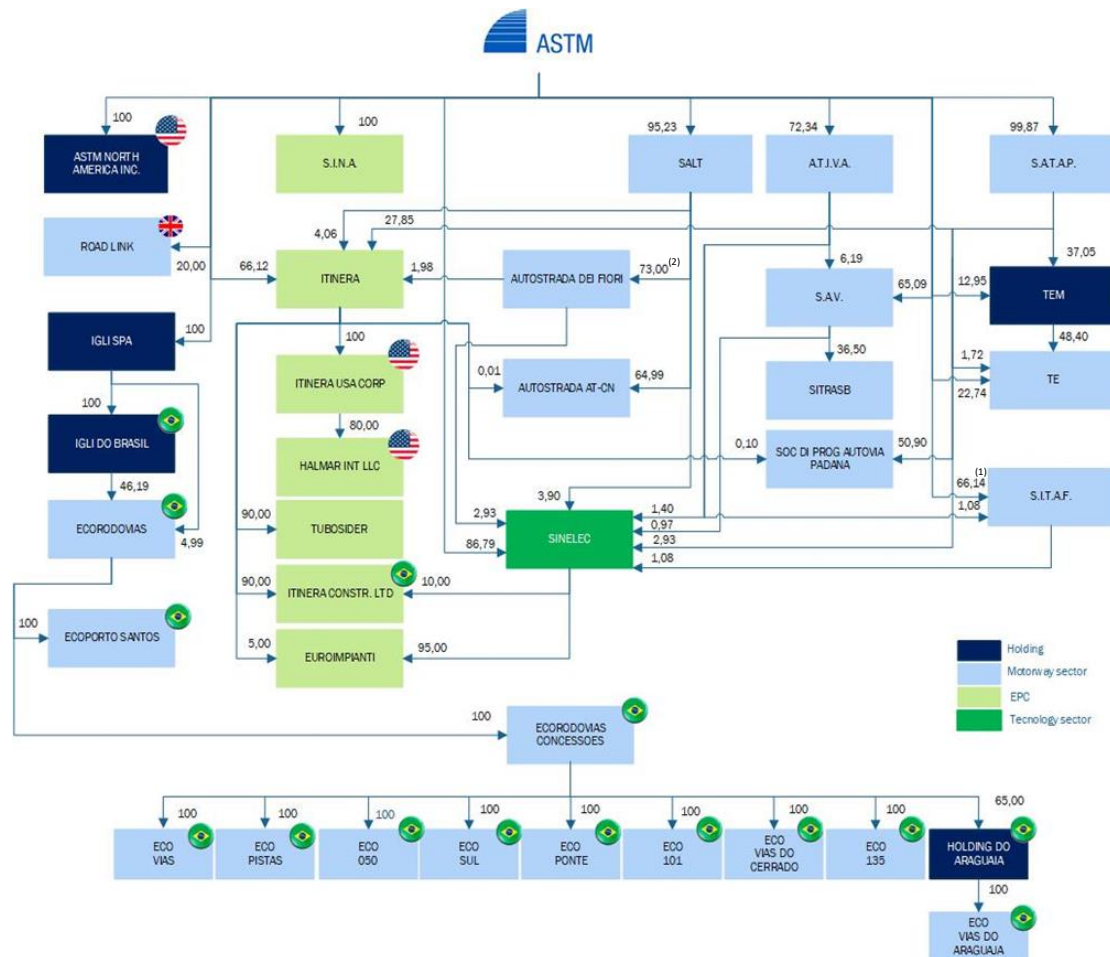 ASTM
100
100
95,23
72,34
99,87
ASTM NORTH
AMERICA INC.
S.I.N.A.
SALT
A.T.I.V.A.
S.A.T.A.P.
ROAD LINK
20,00
66,12
4,06
27,85
37,05
ITINERA
1,98
AUTOSTRADA DEI FIORI
73,00(2)
6,19
S.A.V.
65,09
12,95
TEM
IGLI SPA
100
100
ITINERA USA CORP
0,01
AUTOSTRADA AT-CN
64,99
36,50
SITRASB
48,40
1,72
22,74
TE
100
IGLI DO BRASIL
80,00
HALMAR INT LLC
0,10
SOC DI PROG AUTOVIA
PADANA
50,90
46,19
ECORODOVIAS
4,99
90,00
TUBOSIDER
3,90
2,93
86,79
SINELEC
1,40
0,97
2,93
1,08
(1)
66,14
1,08
S.I.T.A.F.
90,00
ITINERA CONSTR. LTD
10,00
100
ECOPORTO SANTOS
5,00
EUROIMPIANTI
95,00
Holding
Motorway sector
EPC
Tecnology sector
100
ECORODOVIAS
CONCESSOES
100
100
100
100
100
100
100
100
65,00
ECO
VIAS
ECO
PISTAS
ECO
050
ECO
SUL
ECO
PONTE
ECO
101
ECO
VIAS DO
CERRADO
ECO
135
HOLDING DO
ARAGUAIA
100
ECO
VIAS DO
ARAGUAJA